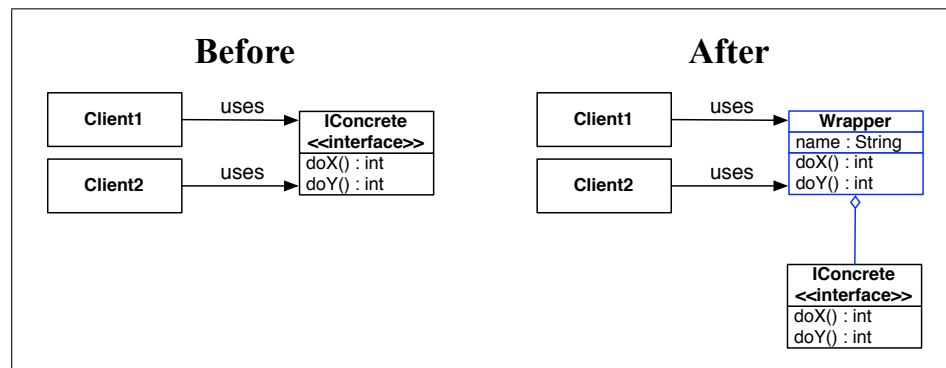 Before
Client1
uses
IConcrete
<<interface>>
doX() : int
doY() : int
Client2
uses
After
Client1
uses
Wrapper
name : String
doX() : int
doY() : int
Client2
uses
IConcrete
<<interface>>
doX() : int
doY() : int